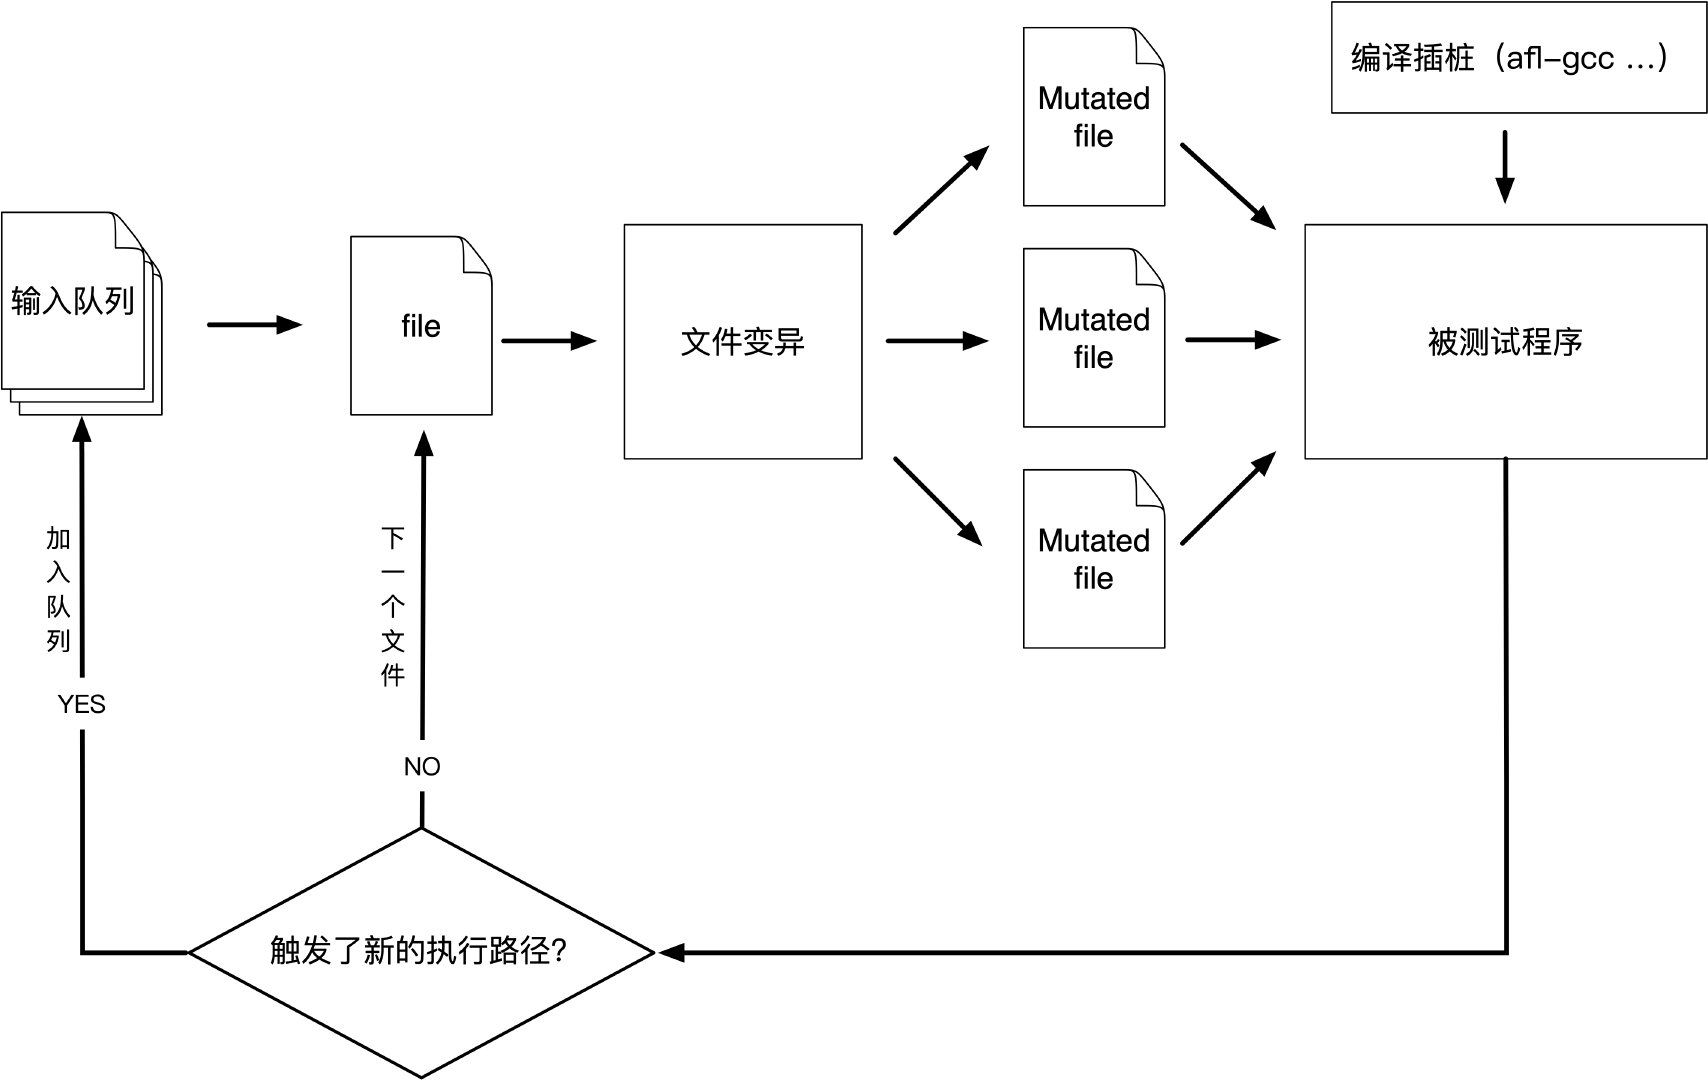 编译插桩（afl-gcc ...）
Mutated
file
输入队列
file
文件变异
Mutated
file
被测试程序
Mutated
file
加入队列
YES
下一个文件
NO
触发了新的执行路径?